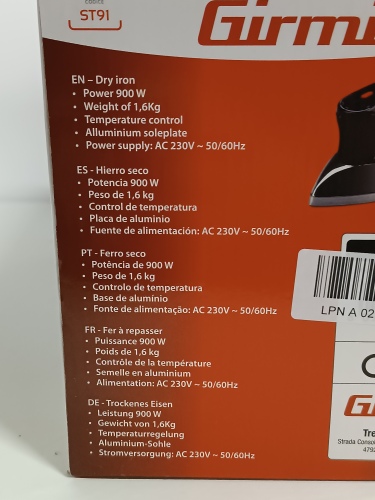 ST91
EN – Dry iron
• Power 900 W
• Weight of 1,6Kg
• Temperature control
• Alluminium soleplate
• Power supply: AC 230V ~ 50/60Hz
ES - Hierro seco
• Potencia 900 W
• Peso de 1,6 kg
• Control de temperatura
• Placa de aluminio
• Fuente de alimentación: AC 230V ~ 50/60Hz
PT - Ferro seco
• Potência de 900 W
• Peso de 1,6 kg
• Controlo de temperatura
• Base de alumínio
• Fonte de alimentação: AC 230V ~ 50/60Hz
FR - Fer à repasser
• Puissance 900 W
• Poids de 1,6 kg
• Contrôle de la température
• Semelle en aluminium
• Alimentation: AC 230V ~ 50/60Hz
DE - Trockenes Eisen
• Leistung 900 W
• Gewicht von 1,6Kg
• Temperaturregelung
• Aluminium-Sohle
• Stromversorgung: AC 230V ~ 50/60Hz
Girmi
LPN A 02
Tre
Strada Consor
4792